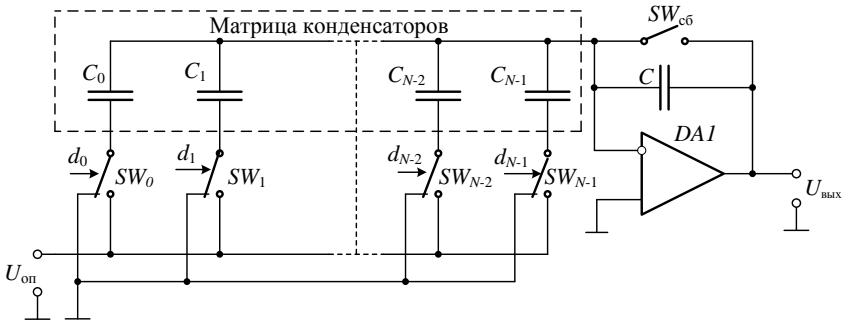 SWсб
Матрица конденсаторов
C0 C1 CN-2 CN-1 C
DA1
d0 d1 dN-2 dN-1
SW0 SW1 SWN-2 SWN-1
Uвых
Uоп